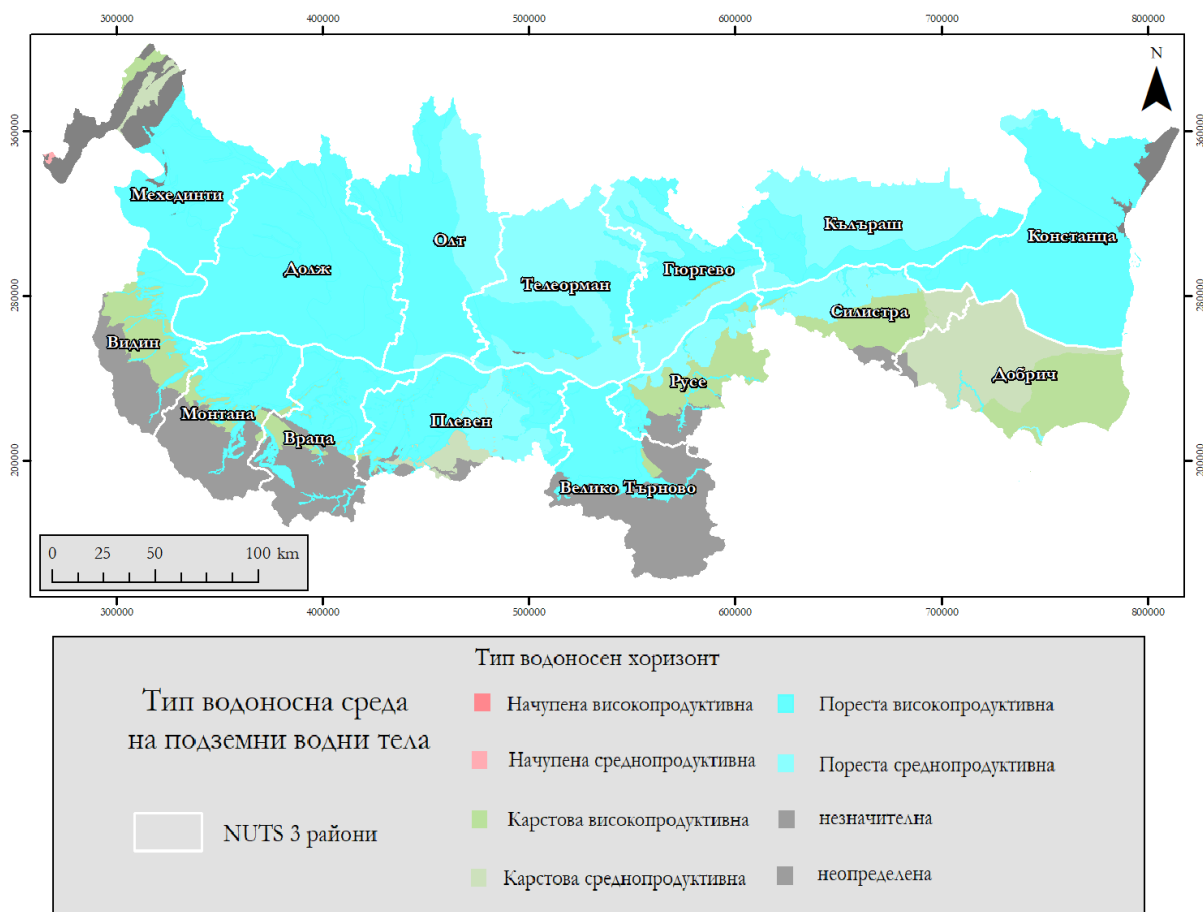 300000 400000 500000 600000 700000 800000
N
360000 360000
Мехединти
Олт
Кълъраш
Констанца
Долж
Гюргево
Телеорман
280000 280000
Силистра
Видин
Добрич
Русе
Монтана
Плевен
Враца
200000 200000
Велико Търново
0 25 50 100 km
300000 400000 500000 600000 700000 800000
Тип водоносен хоризонт
Тип водоносна среда
на подземни водни тела
NUTS 3 райони
Начупена високопродуктивна
Начупена среднопродуктивна
Карстова високопродуктивна
Карстова среднопродуктивна
Пореста високопродуктивна
Пореста среднопродуктивна
незначителна
неопределена